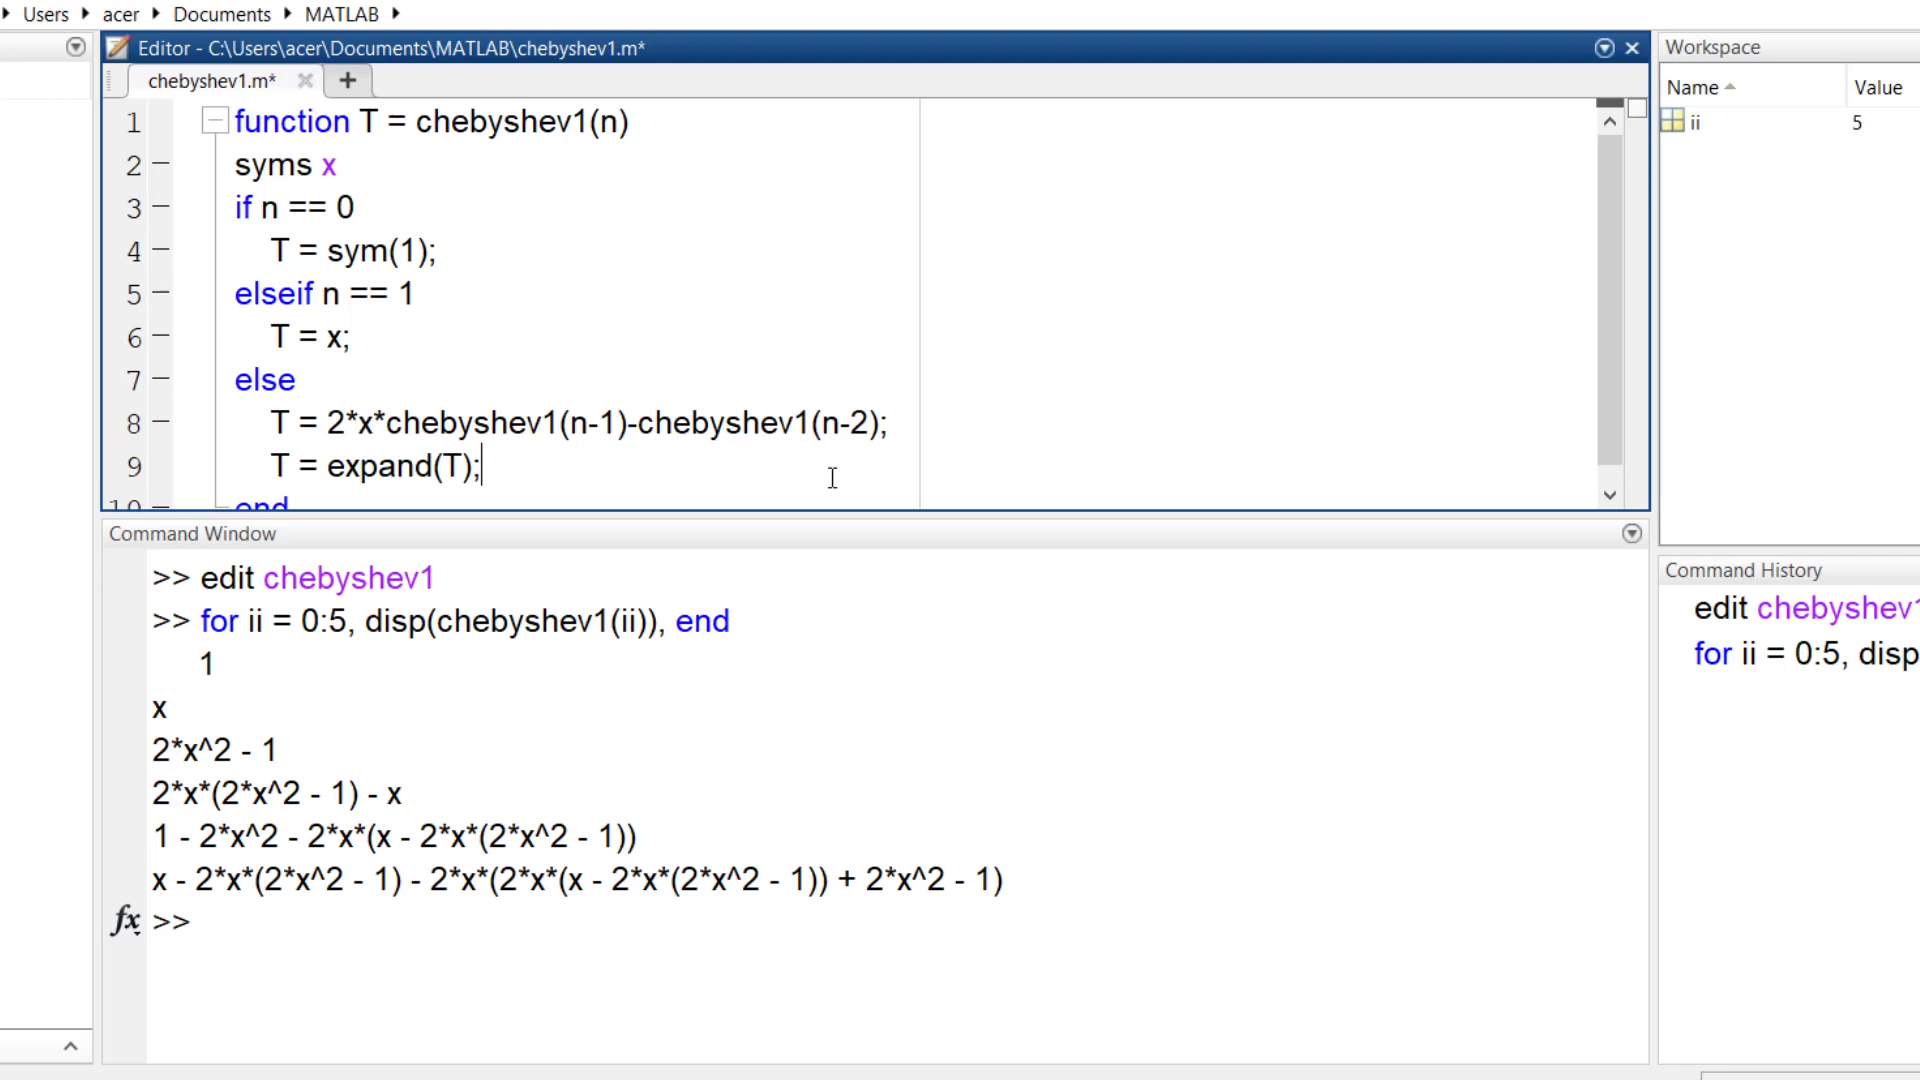 Users acer Documents MATLAB
Editor - C:\Users\acer\Documents\MATLAB\chebyshev1.m*
chebyshev1.m*
1 function T = chebyshev1(n)
2 syms x
3 if n == 0
4 T = sym(1);
5 elseif n == 1
6 T = x;
7 else
8 T = 2*x*chebyshev1(n-1)-chebyshev1(n-2);
9 T = expand(T);
10 end
Command Window
>> edit chebyshev1
>> for ii = 0:5, disp(chebyshev1(ii)), end
1
x
2*x^2 - 1
2*x*(2*x^2 - 1) - x
1 - 2*x^2 - 2*x*(x - 2*x*(2*x^2 - 1))
x - 2*x*(2*x^2 - 1) - 2*x*(2*x*(x - 2*x*(2*x^2 - 1)) + 2*x^2 - 1)
fx >>
Workspace
Name Value
ii 5
Command History
edit chebyshev1
for ii = 0:5, disp